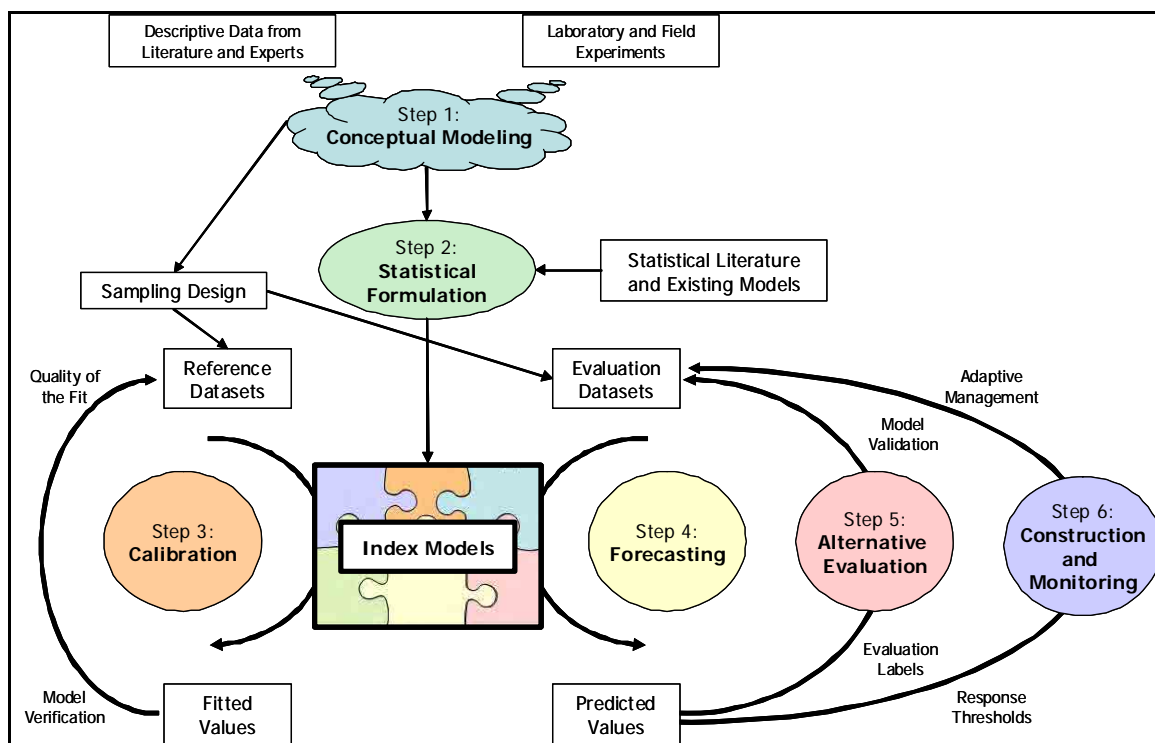 Descriptive Data from
Literature and Experts
Laboratory and Field
Experiments
Step 1:
Conceptual Modeling
Step 2:
Statistical
Formulation
Statistical Literature
and Existing Models
Sampling Design
Quality of
the Fit
Reference
Datasets
Evaluation
Datasets
Adaptive
Management
Model
Validation
Step 3:
Calibration
Index Models
Step 4:
Forecasting
Step 5:
Alternative
Evaluation
Step 6:
Construction
and
Monitoring
Model
Verification
Fitted
Values
Predicted
Values
Evaluation
Labels
Response
Thresholds